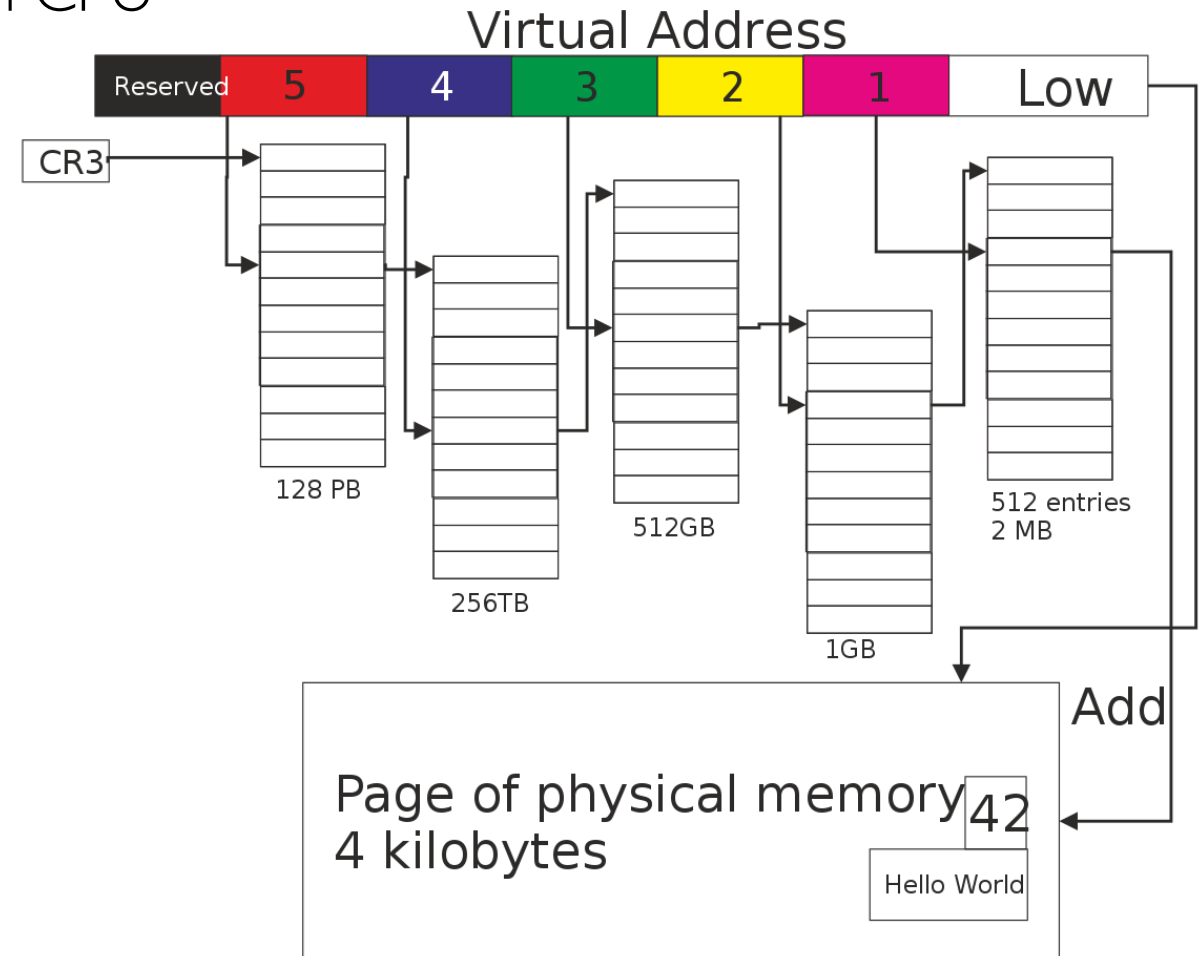 Virtual Address
Reserved 5 4 3 2 1 Low
CR3
128 PB
256TB
512GB
1GB
512 entries
2 MB
Add
Page of physical memory
4 kilobytes
42
Hello World